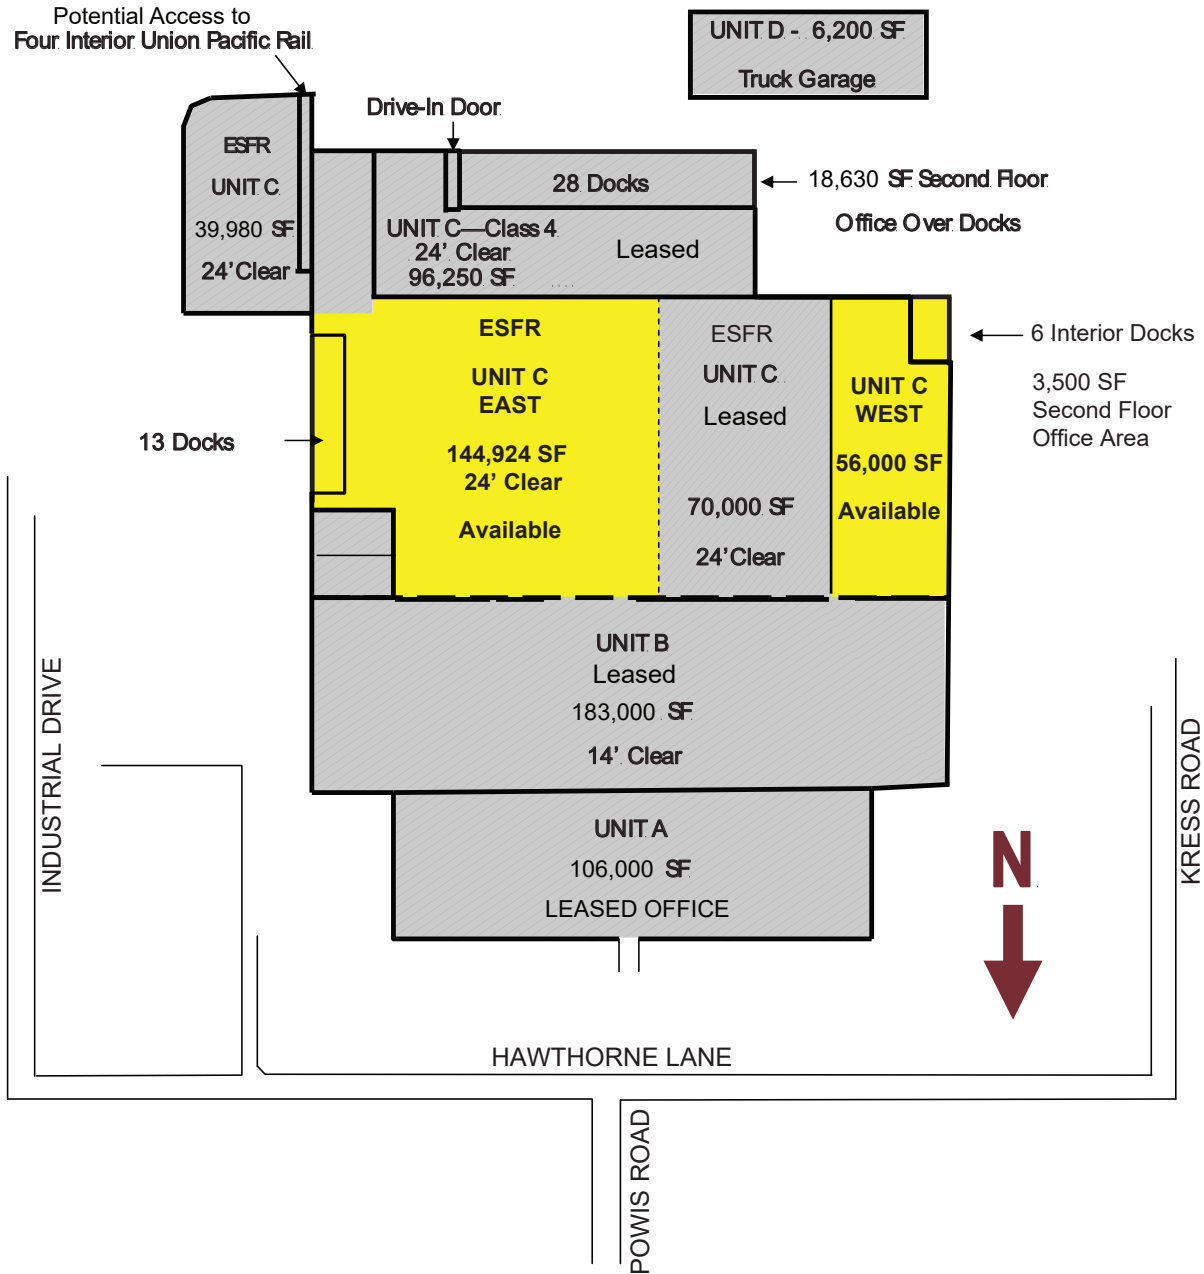 Potential Access to
Four Interior Union Pacific Rail
UNIT D - 6,200 SF
Truck Garage
Drive-In Door
ESFR
UNIT C
39,980 SF
24' Clear
28 Docks
18,630 SF Second Floor
Office Over Docks
UNIT C—Class 4
24' Clear
96,250 SF
Leased
ESFR
UNIT C
EAST
144,924 SF
24' Clear
Available
ESFR
UNIT C
Leased
70,000 SF
24' Clear
UNIT C
WEST
56,000 SF
Available
6 Interior Docks
3,500 SF
Second Floor
Office Area
13 Docks
UNIT B
Leased
183,000 SF
14' Clear
UNIT A
106,000 SF
LEASED OFFICE
INDUSTRIAL DRIVE
KRESS ROAD
N
HAWTHORNE LANE
POWIS ROAD